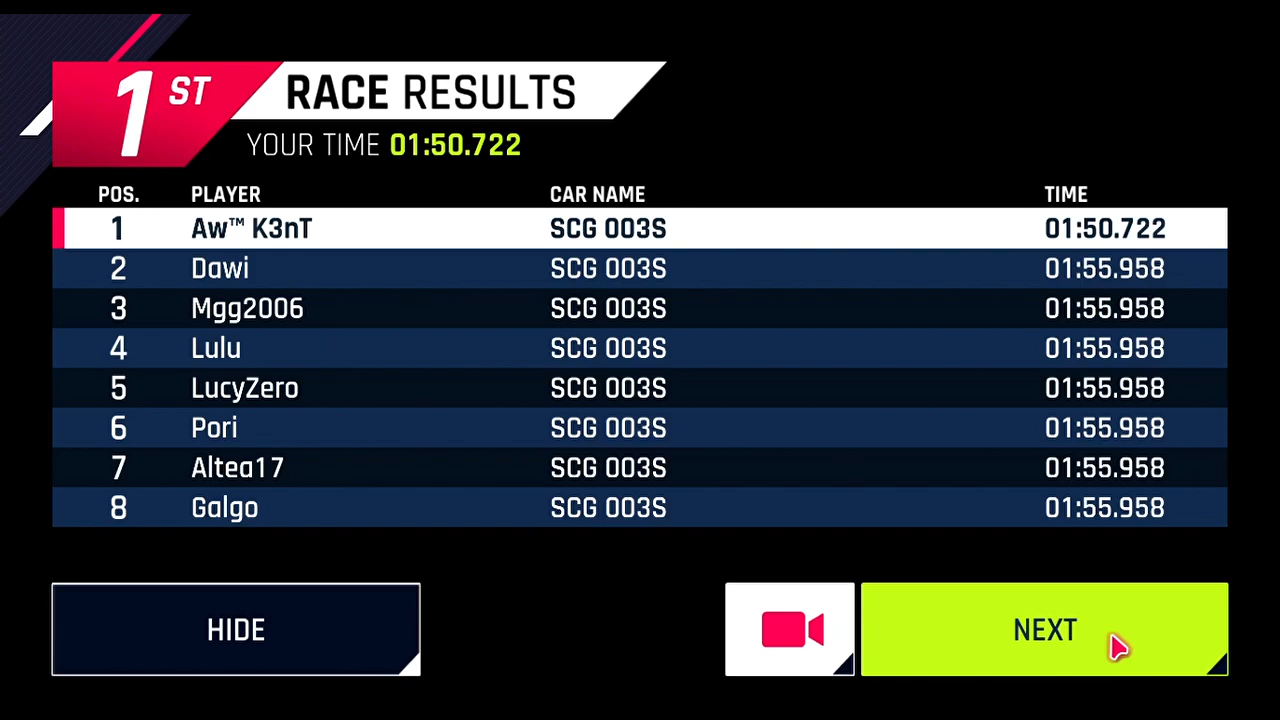 1ST RACE RESULTS
YOUR TIME 01:50.722
POS. PLAYER CAR NAME TIME
1 Aw™ K3nT SCG 003S 01:50.722
2 Dawi SCG 003S 01:55.958
3 Mgg2006 SCG 003S 01:55.958
4 Lulu SCG 003S 01:55.958
5 LucyZero SCG 003S 01:55.958
6 Pori SCG 003S 01:55.958
7 Altea17 SCG 003S 01:55.958
8 Galgo SCG 003S 01:55.958
HIDE NEXT